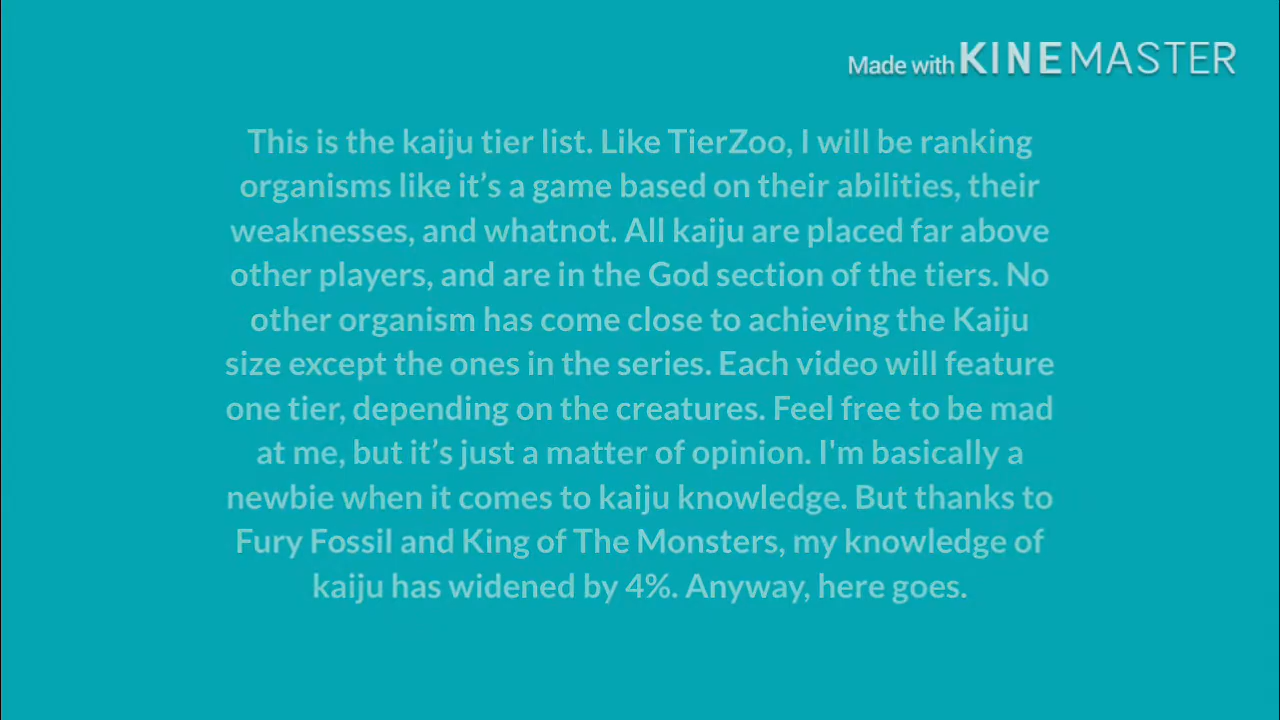 Made with KINEMASTER
This is the kaiju tier list. Like TierZoo, I will be ranking
organisms like it’s a game based on their abilities, their
weaknesses, and whatnot. All kaiju are placed far above
other players, and are in the God section of the tiers. No
other organism has come close to achieving the Kaiju
size except the ones in the series. Each video will feature
one tier, depending on the creatures. Feel free to be mad
at me, but it’s just a matter of opinion. I'm basically a
newbie when it comes to kaiju knowledge. But thanks to
Fury Fossil and King of The Monsters, my knowledge of
kaiju has widened by 4%. Anyway, here goes.